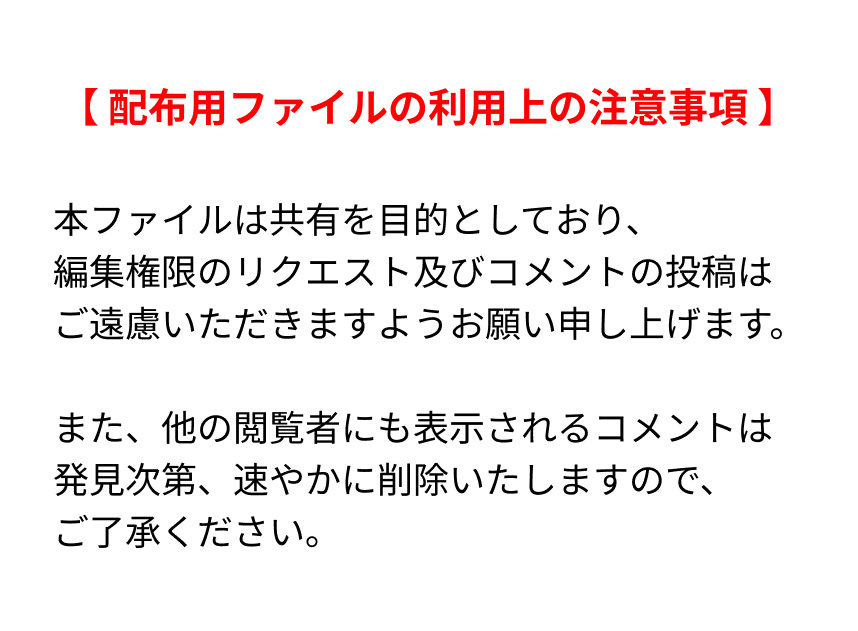 【 配布用ファイルの利用上の注意事項 】
本ファイルは共有を目的としており、
編集権限のリクエスト及びコメントの投稿は
ご遠慮いただきますようお願い申し上げます。
また、他の閲覧者にも表示されるコメントは
発見次第、速やかに削除いたしますので、
ご了承ください。